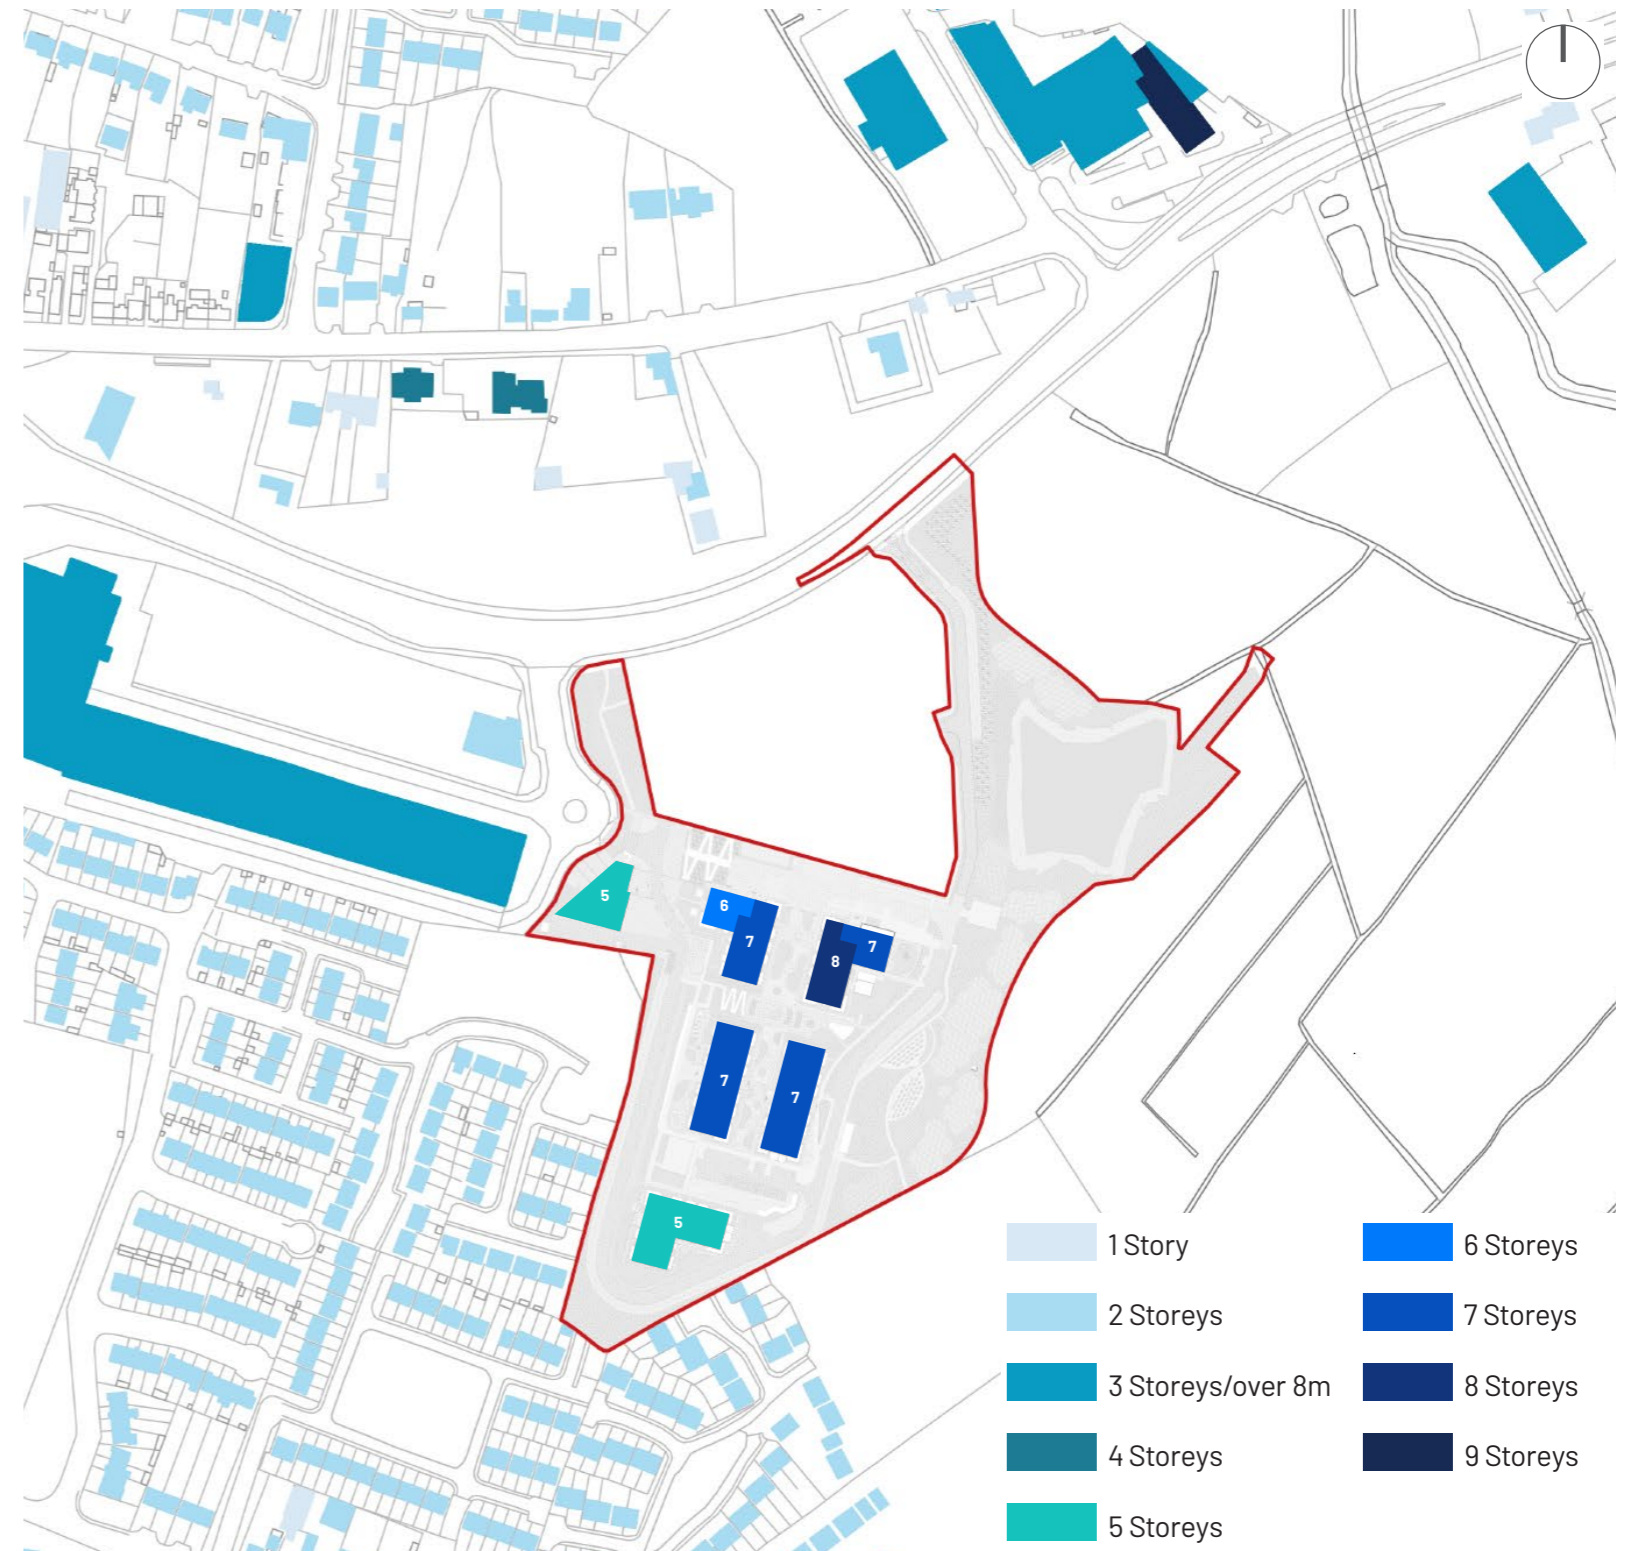 5
6
7
8
7
7
7
5
1 Story
6 Storeys
2 Storeys
7 Storeys
3 Storeys/over 8m
8 Storeys
4 Storeys
9 Storeys
5 Storeys